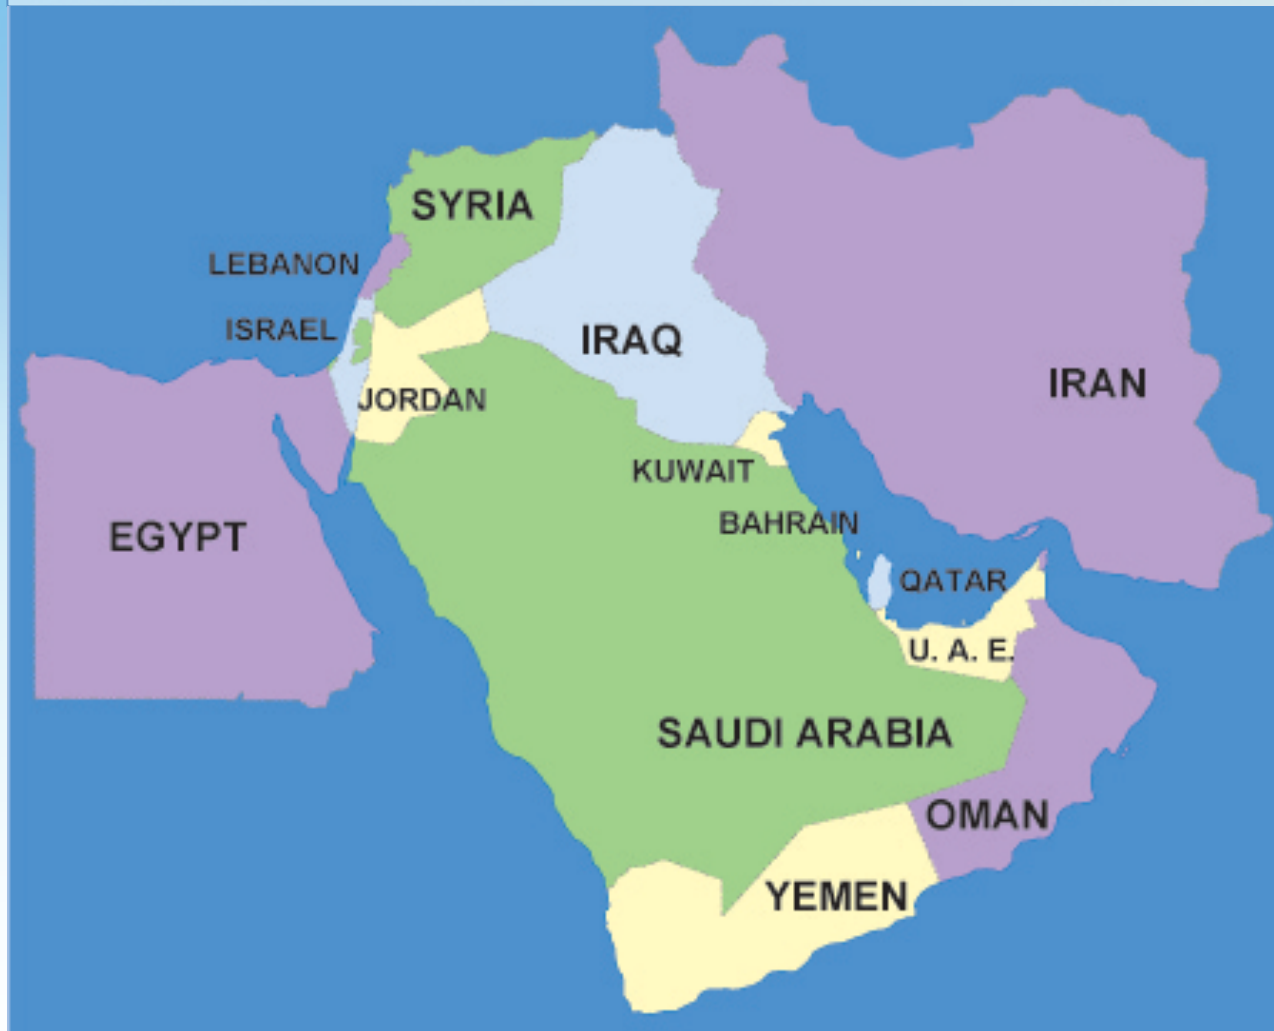 SYRIA
LEBANON
ISRAEL
IRAQ
JORDAN
IRAN
KUWAIT
BAHRAIN
EGYPT
QATAR
U. A. E.
SAUDI ARABIA
OMAN
YEMEN